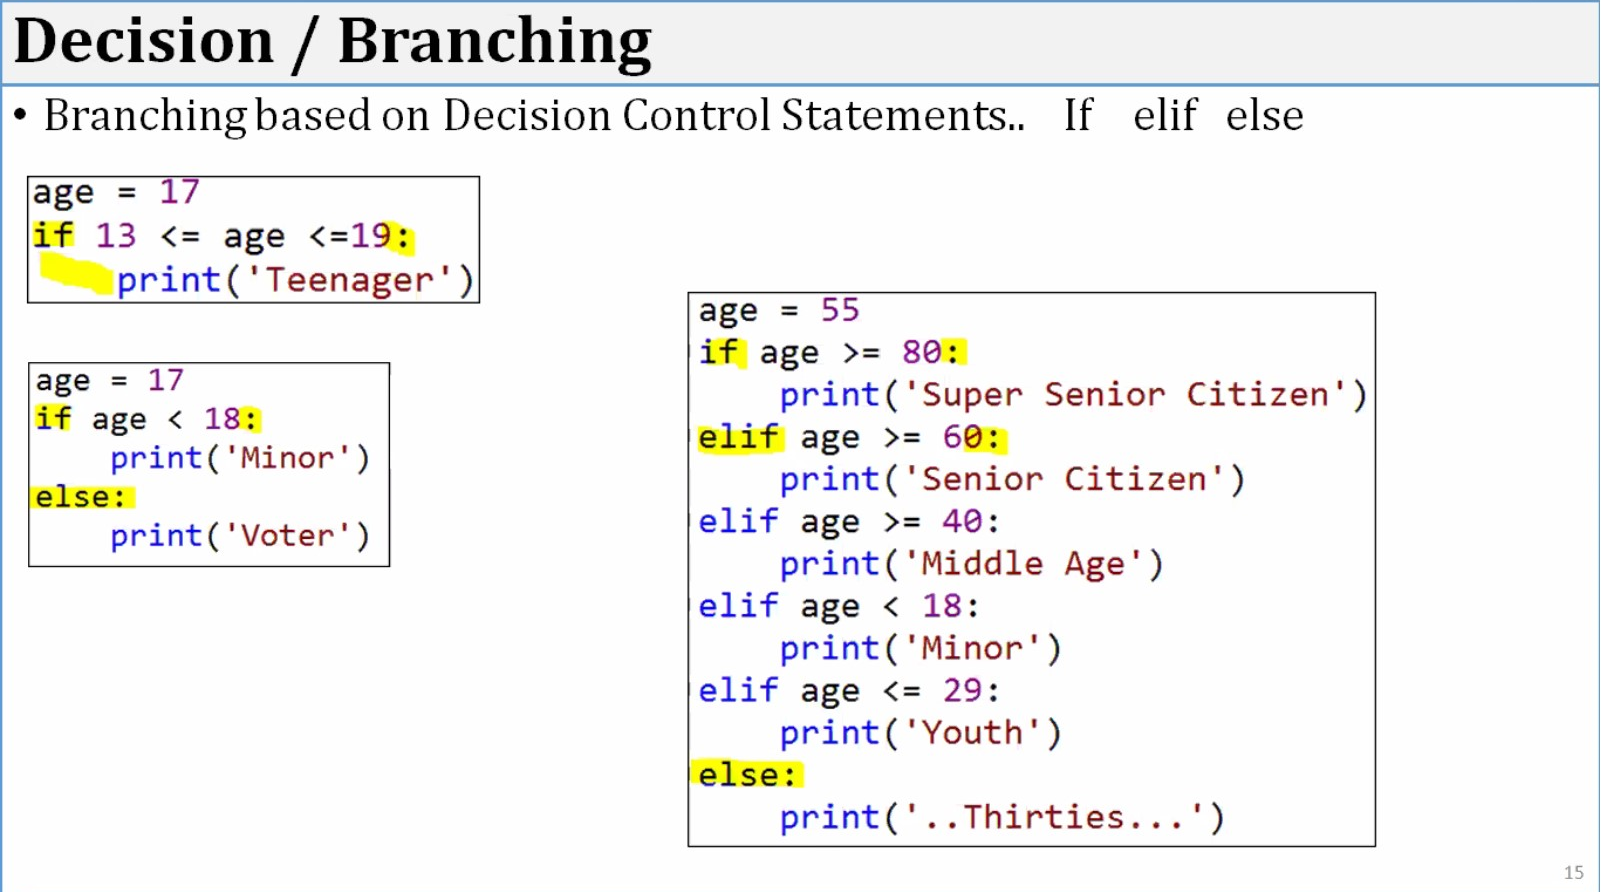 Decision / Branching
• Branching based on Decision Control Statements.. If elif else
age = 17
if 13 <= age <=19:
    print('Teenager')
age = 17
if age < 18:
    print('Minor')
else:
    print('Voter')
age = 55
if age >= 80:
    print('Super Senior Citizen')
elif age >= 60:
    print('Senior Citizen')
elif age >= 40:
    print('Middle Age')
elif age < 18:
    print('Minor')
elif age <= 29:
    print('Youth')
else:
    print('..Thirties...')
15